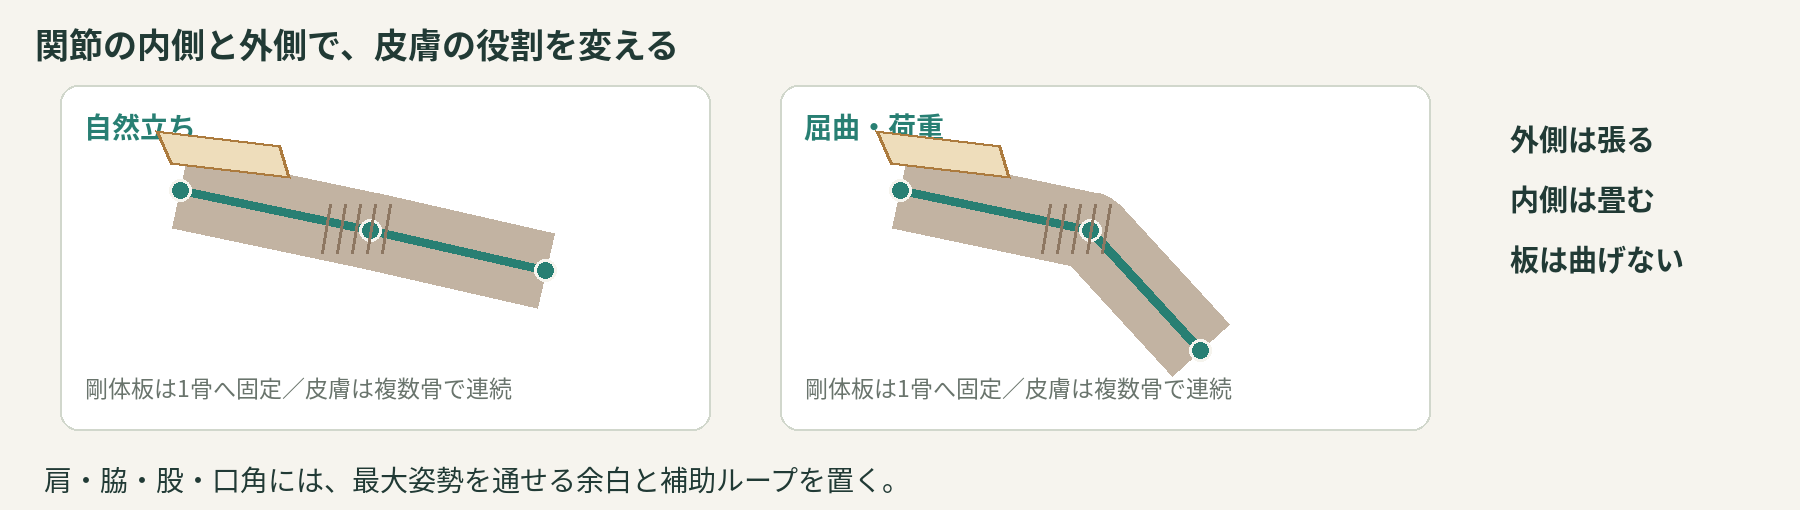 関節の内側と外側で、皮膚の役割を変える
自然立ち
剛体板は1骨へ固定／皮膚は複数骨で連続
屈曲・荷重
剛体板は1骨へ固定／皮膚は複数骨で連続
外側は張る
内側は畳む
板は曲げない
肩・脇・股・口角には、最大姿勢を通せる余白と補助ループを置く。